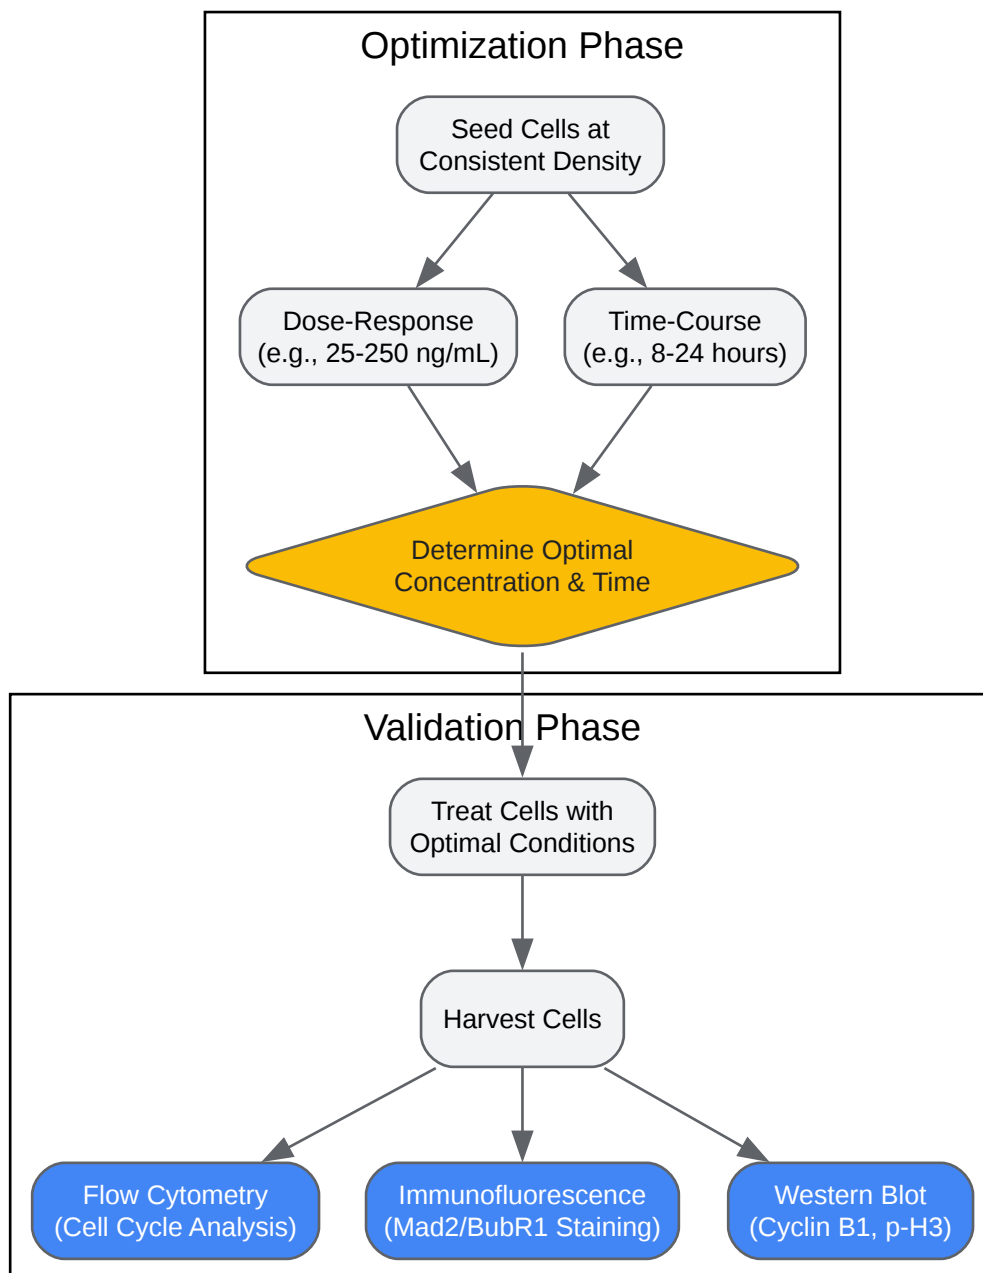 Optimization Phase
Seed Cells at
Consistent Density
Dose-Response
(e.g., 25-250 ng/mL)
Time-Course
(e.g., 8-24 hours)
Determine Optimal
Concentration & Time
Validation Phase
Treat Cells with
Optimal Conditions
Harvest Cells
Flow Cytometry
(Cell Cycle Analysis)
Immunofluorescence
(Mad2/BubR1 Staining)
Western Blot
(Cyclin B1, p-H3)